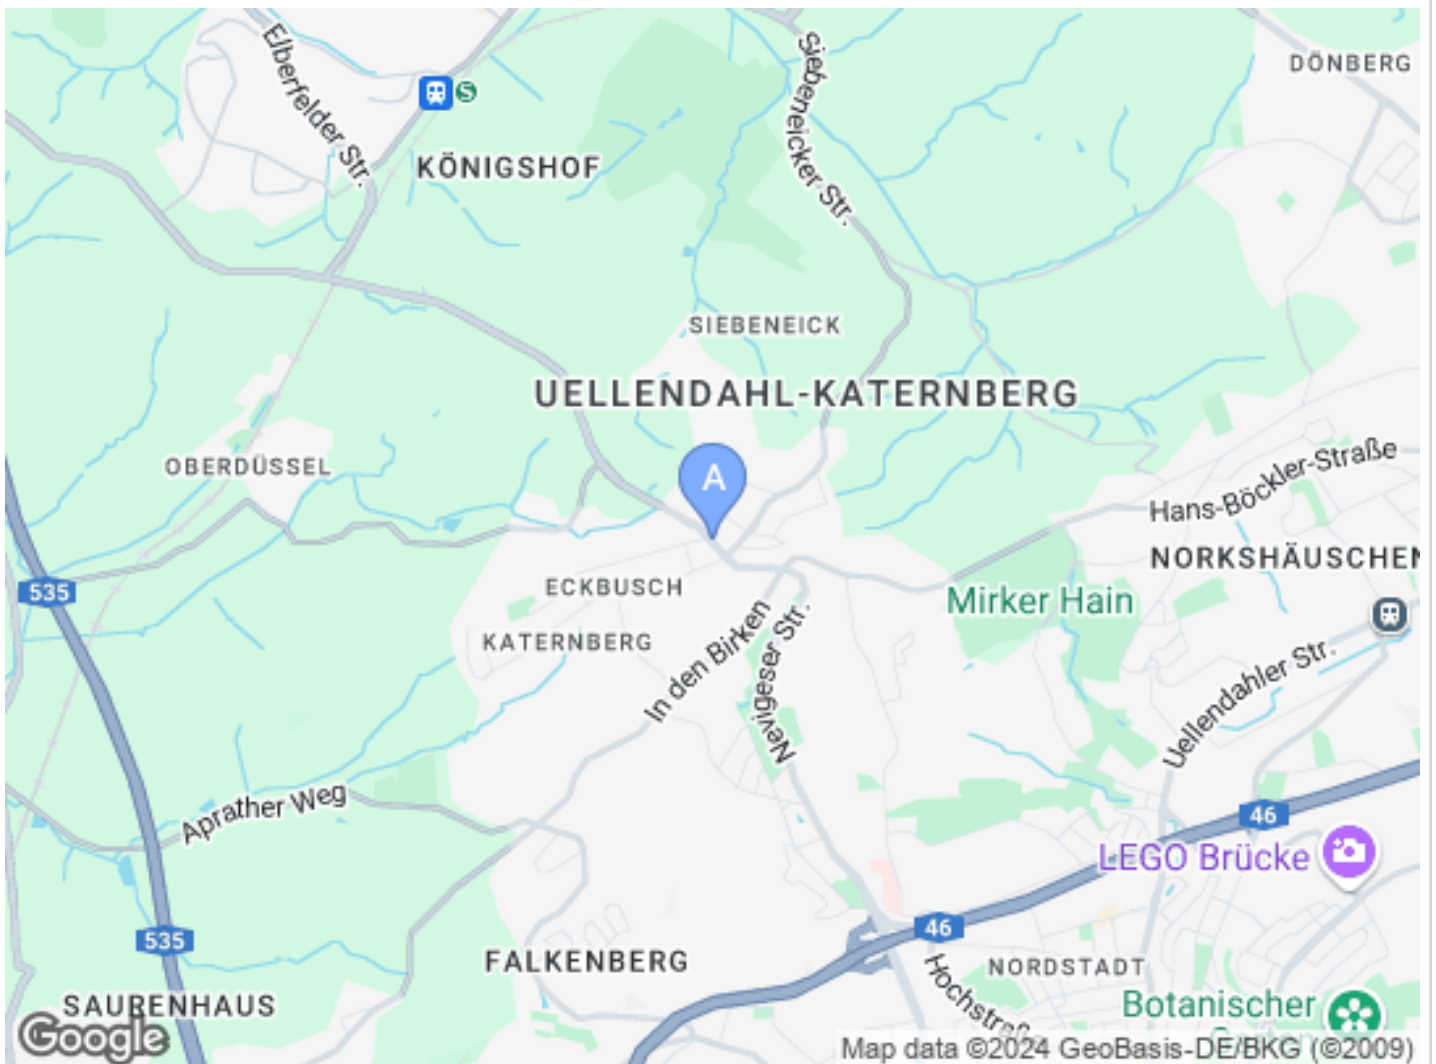 Elberfelder Str.
Siebeneicker Str.
DÖNBERG
S
KÖNIGSHOF
SIEBENEICK
UELLENDAHL-KATERNBERG
Hans-Böckler-Straße
OBERDÜSSEL
A
NORKSHÄUSCHEN
535
ECKBUSCH
Mirker Hain
KATERNBERG
In den Birken
Nevigeser Str.
Uellendahler Str.
Aprather Weg
46
LEGO Brücke
535
46
FALKENBERG
NORDSTADT
Hochstraße
SAURENHAUS
Botanischer
Garten
Google
Map data ©2024 GeoBasis-DE/BKG (©2009)